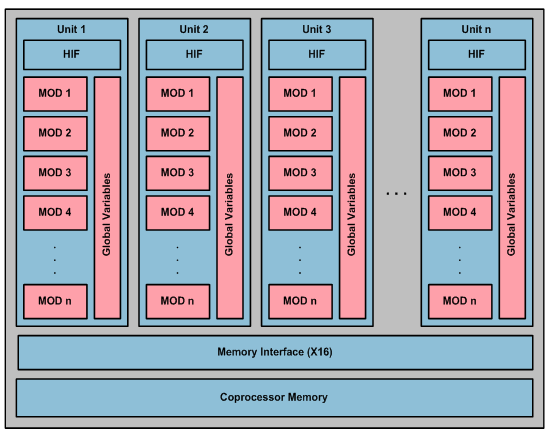 Unit 1
HIF
MOD 1
MOD 2
MOD 3
MOD 4
.
.
.
MOD n
Global Variables
Unit 2
HIF
MOD 1
MOD 2
MOD 3
MOD 4
.
.
.
MOD n
Global Variables
Unit 3
HIF
MOD 1
MOD 2
MOD 3
MOD 4
.
.
.
MOD n
Global Variables
. . .
Unit n
HIF
MOD 1
MOD 2
MOD 3
MOD 4
.
.
.
MOD n
Global Variables
Memory Interface (X16)
Coprocessor Memory